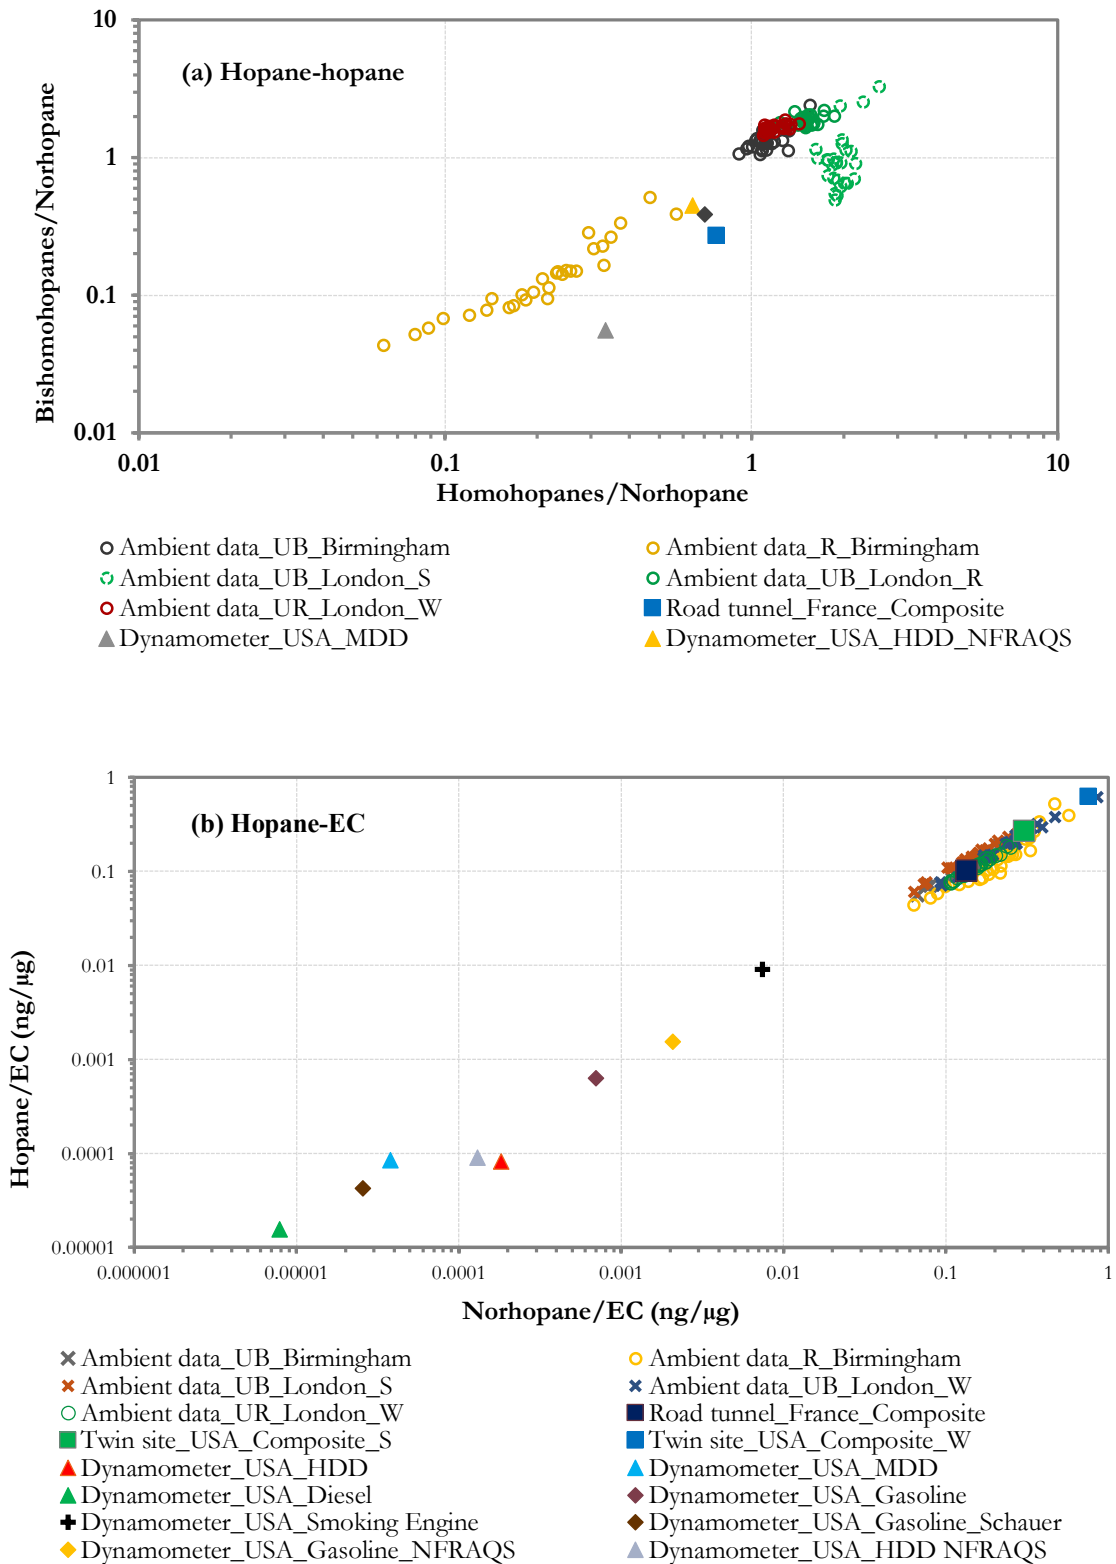 10
(a) Hopane-hopane
1
0.1
0.01
Bishomohopanes/Norhopane
0.01 0.1 1 10
Homohopanes/Norhopane
Ambient data_UB_Birmingham Ambient data_R_Birmingham
Ambient data_UB_London_S Ambient data_UB_London_R
Ambient data_UR_London_W Road tunnel_France_Composite
Dynamometer_USA_MDD Dynamometer_USA_HDD_NFRAQS
1
(b) Hopane-EC
0.1
0.01
0.001
0.0001
0.00001
Hopane/EC (ng/µg)
0.000001 0.00001 0.0001 0.001 0.01 0.1 1
Norhopane/EC (ng/µg)
Ambient data_UB_Birmingham Ambient data_R_Birmingham
Ambient data_UB_London_S Ambient data_UB_London_W
Ambient data_UR_London_W Road tunnel_France_Composite
Twin site_USA_Composite_S Twin site_USA_Composite_W
Dynamometer_USA_HDD Dynamometer_USA_MDD
Dynamometer_USA_Diesel Dynamometer_USA_Gasoline
Dynamometer_USA_Smoking Engine Dynamometer_USA_Gasoline_Schauer
Dynamometer_USA_Gasoline_NFRAQS Dynamometer_USA_HDD NFRAQS